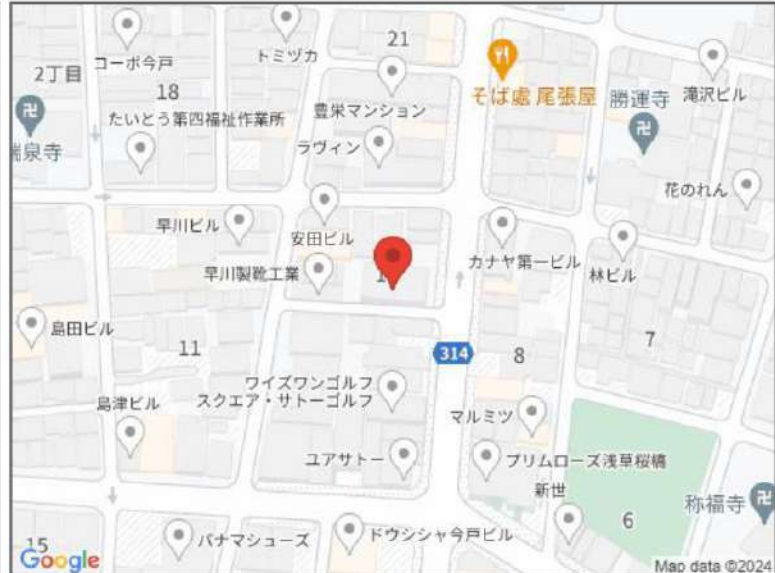 コーポ今戸
トミヅカ
21
2丁目
18
豊栄マンション
そば處 尾張屋
勝運寺
滝沢ビル
瑞泉寺
たいとう第四福祉作業所
ラヴィン
花のれん
早川ビル
安田ビル
カナヤ第一ビル
林ビル
早川製靴工業
1
島田ビル
11
314
8
7
ワイズワンゴルフ
スクエア・サトーゴルフ
島津ビル
マルミツ
ユアサトー
プリムローズ浅草桜橋
新世
6
称福寺
15
パナマシューズ
ドウシシャ今戸ビル
Google
Map data ©2024